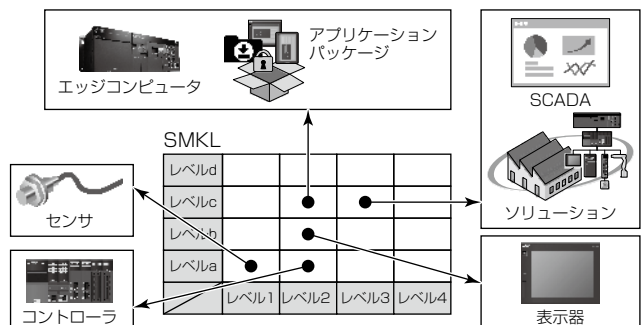 エッジコンピュータ
アプリケーション
パッケージ
SCADA
ソリューション
SMKL
レベルd
レベルc
レベルb
レベルa
レベル1
レベル2
レベル3
レベル4
センサ
コントローラ
表示器